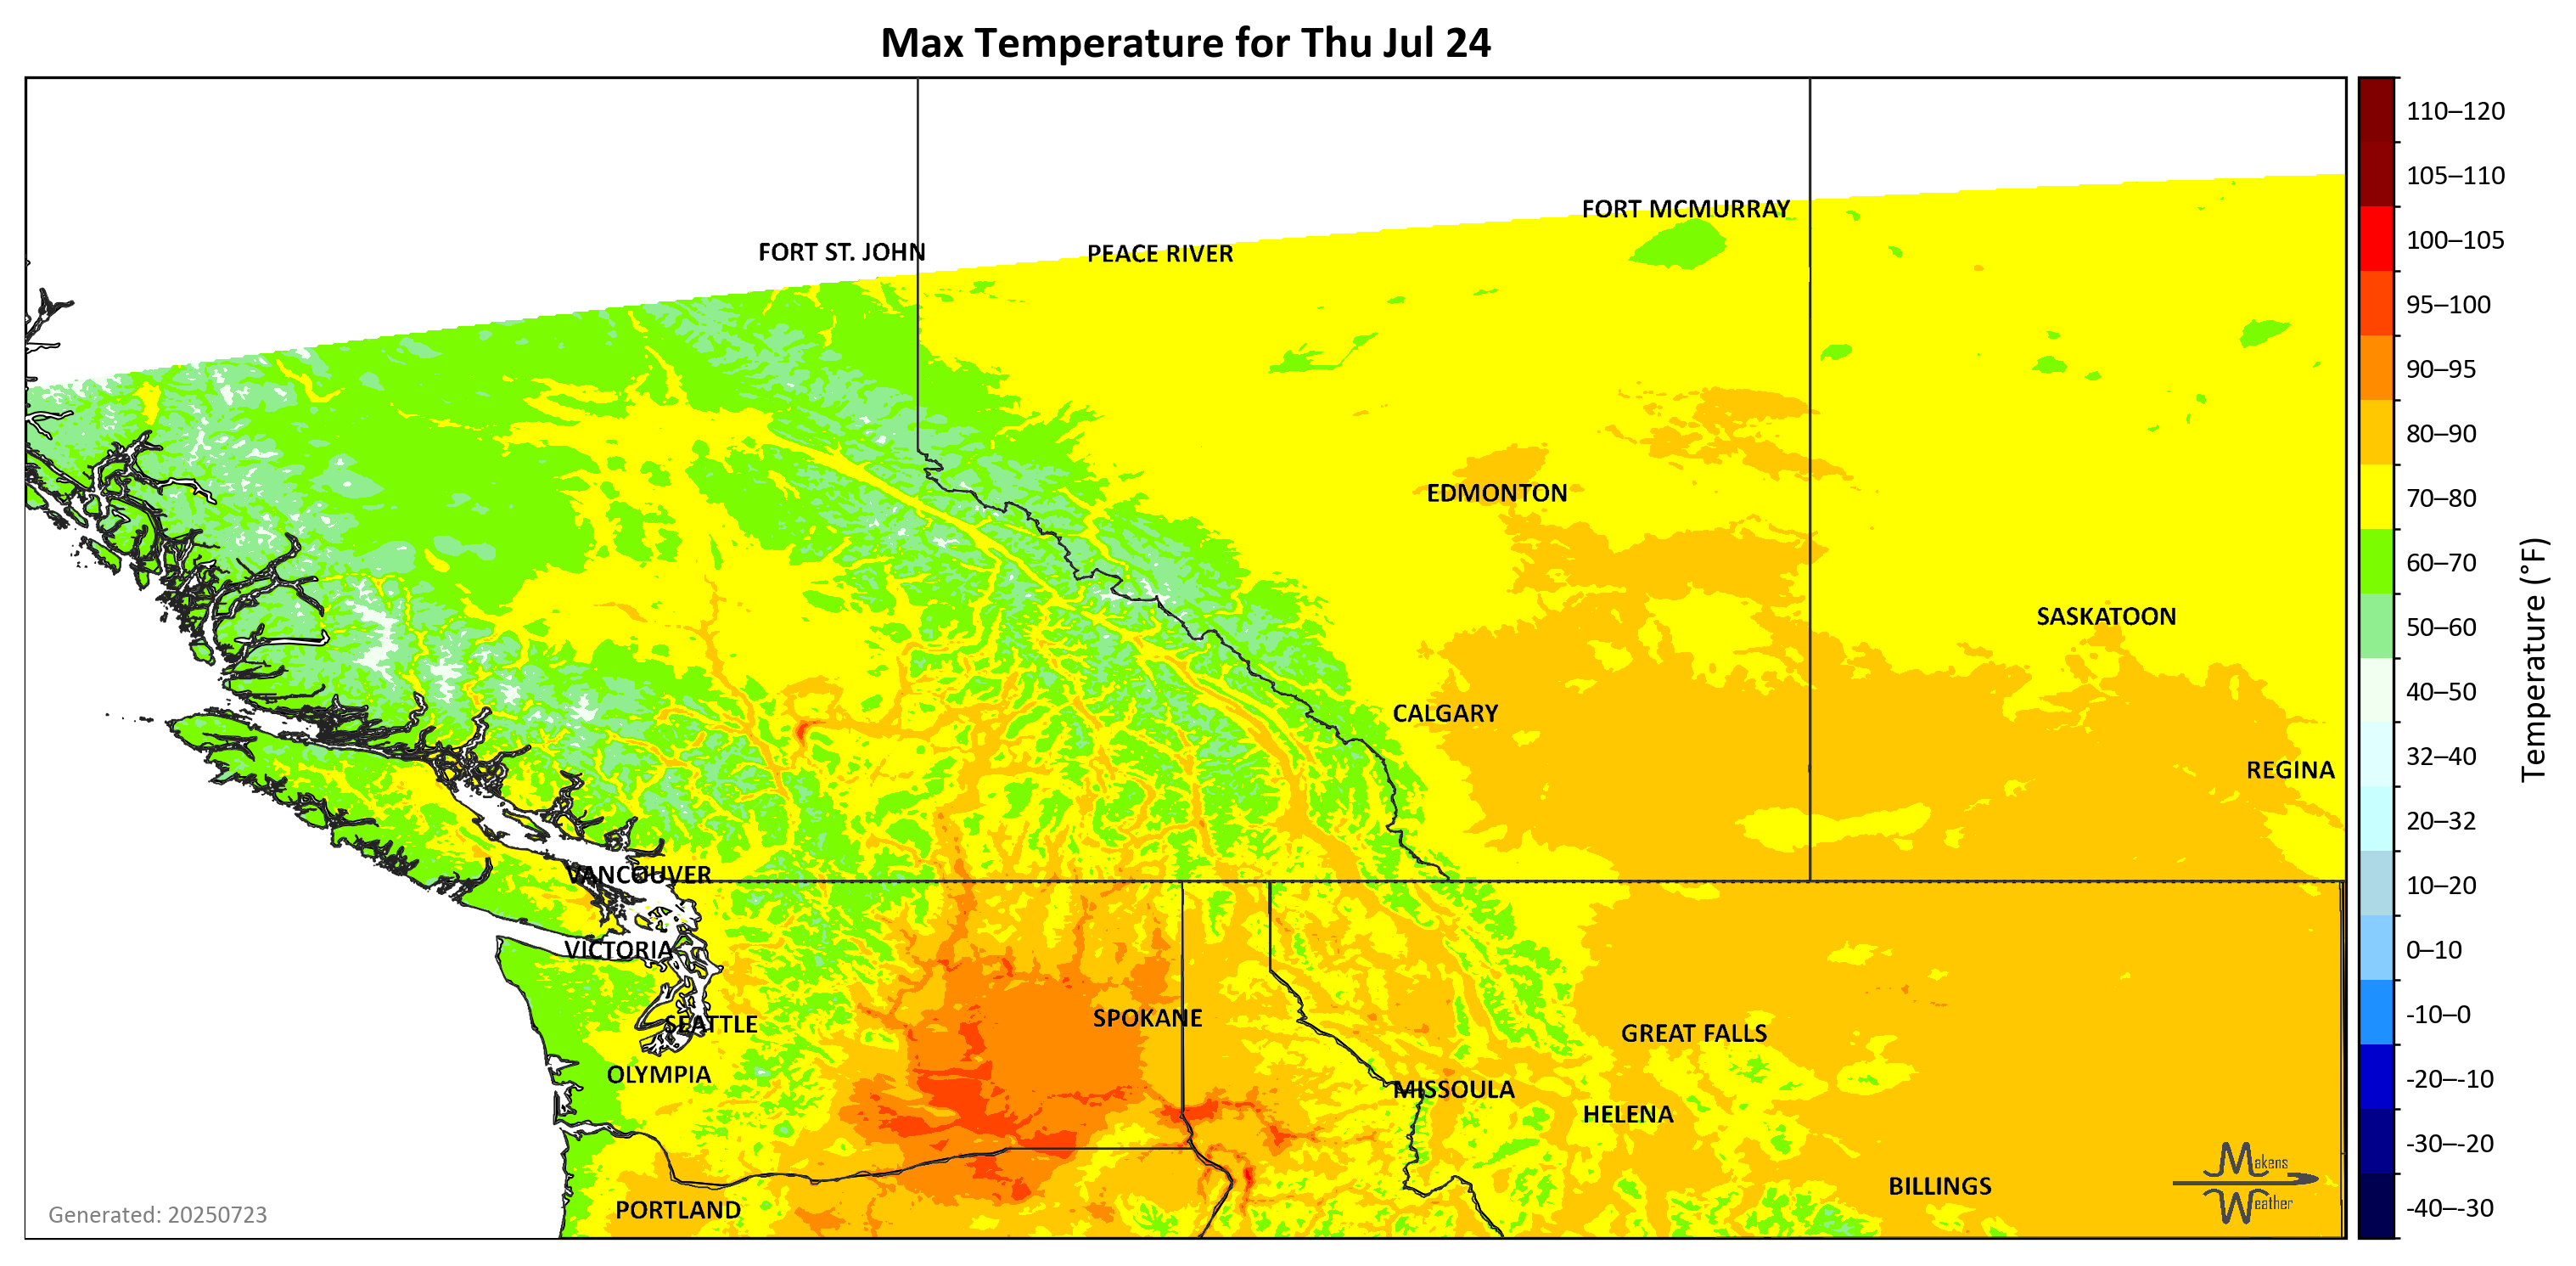 Max Temperature for Thu Jul 24
110–120
105–110
100–105
95–100
90–95
80–90
70–80
60–70
50–60
40–50
32–40
20–32
10–20
0–10
-10–0
-20–-10
-30–-20
-40–-30
Temperature (°F)
FORT MCMURRAY
FORT ST. JOHN
PEACE RIVER
EDMONTON
SASKATOON
CALGARY
REGINA
VANCOUVER
VICTORIA
SEATTLE
SPOKANE
GREAT FALLS
OLYMPIA
MISSOULA
HELENA
BILLINGS
PORTLAND
Makens
Weather
Generated: 20250723